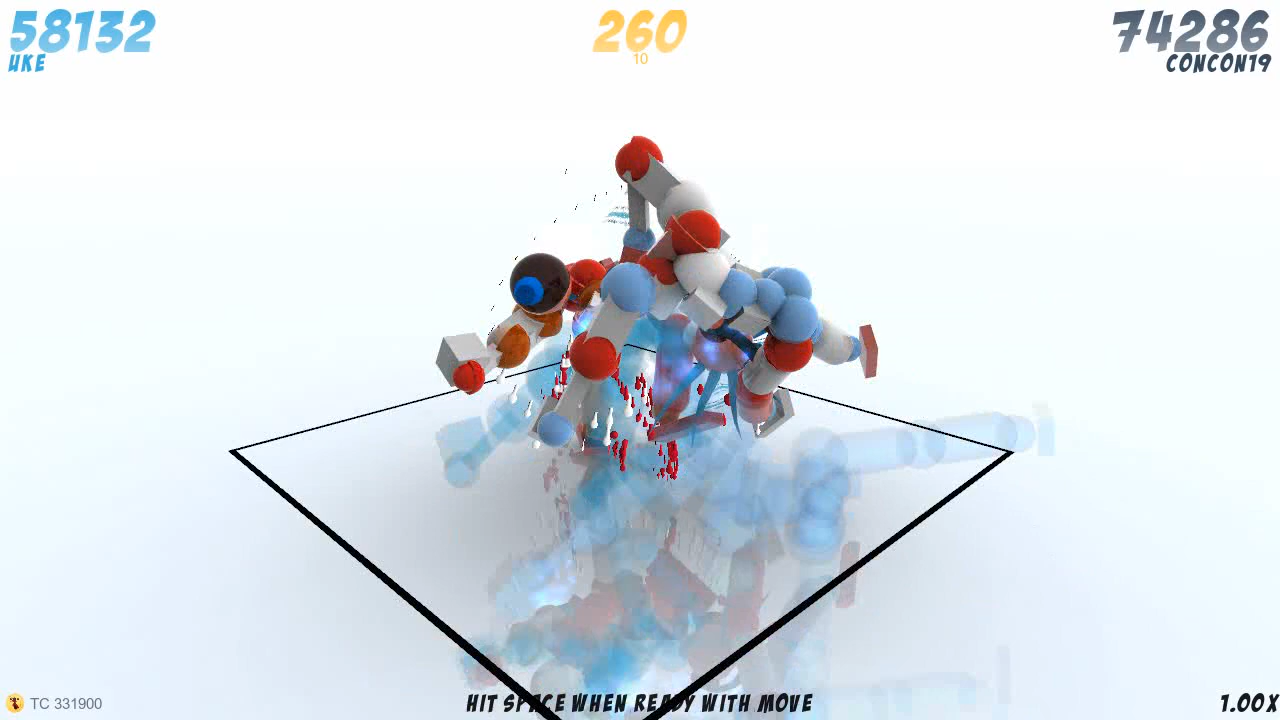 58132
UKE
260
10
74286
CONCON19
TC 331900
HIT SPACE WHEN READY WITH MOVE
1.00X